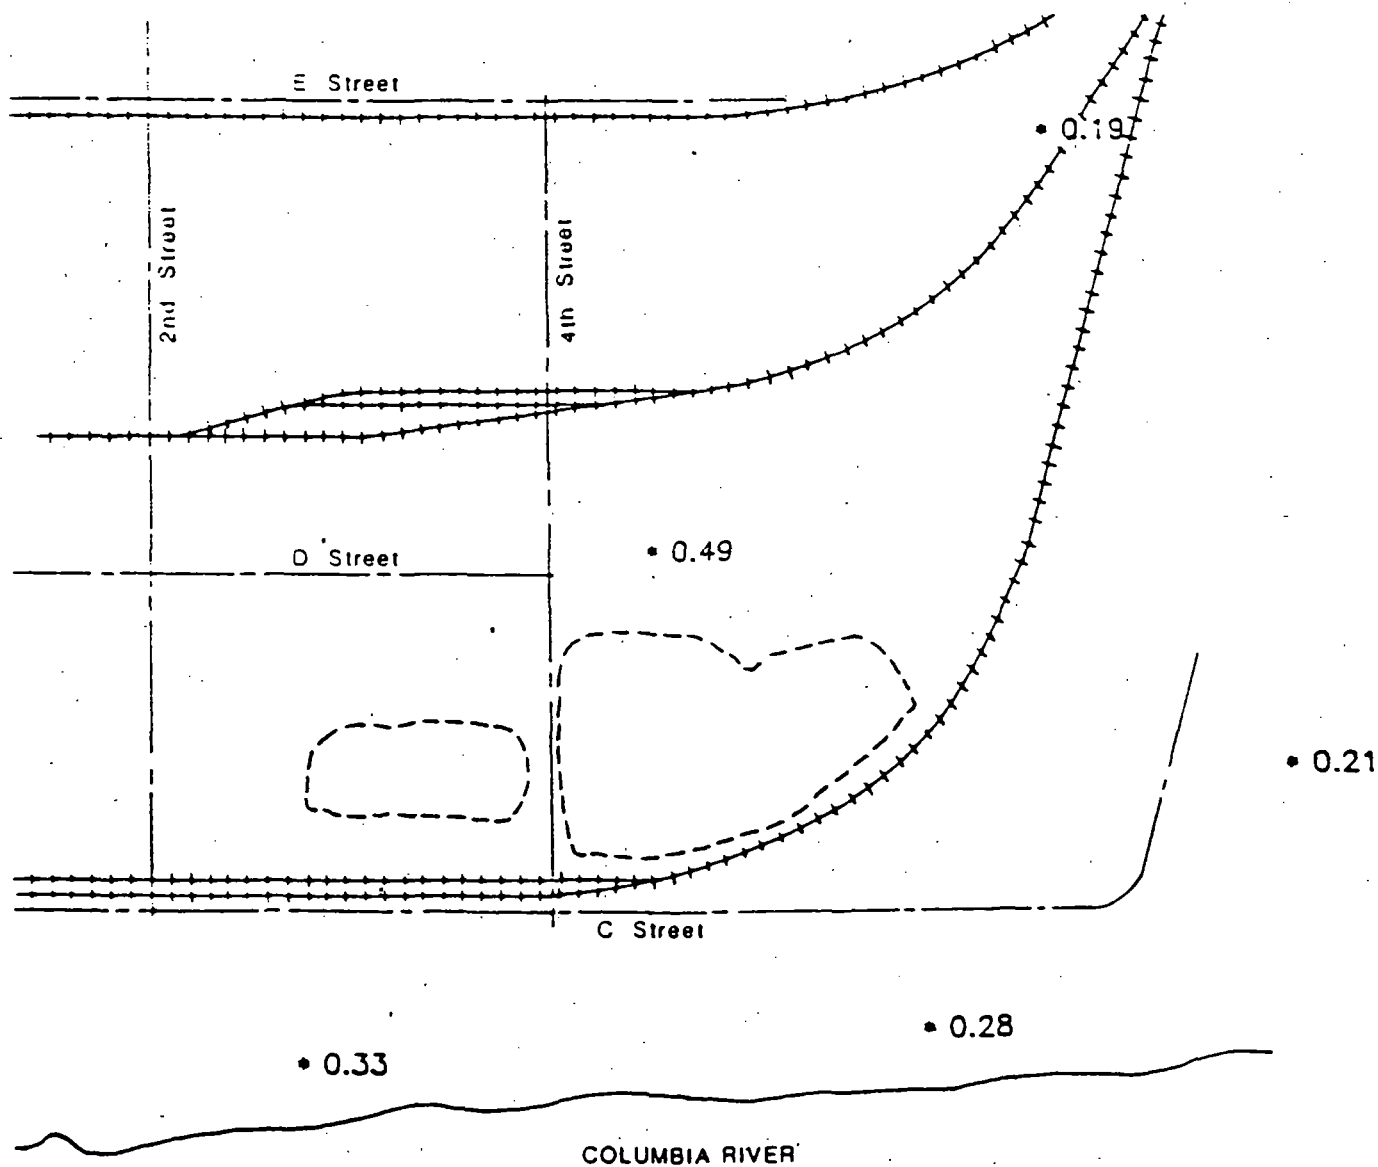 E Street
* 0.19
2nd Street
4th Street
* 0.49
D Street
* 0.21
C Street
* 0.28
* 0.33
COLUMBIA RIVER